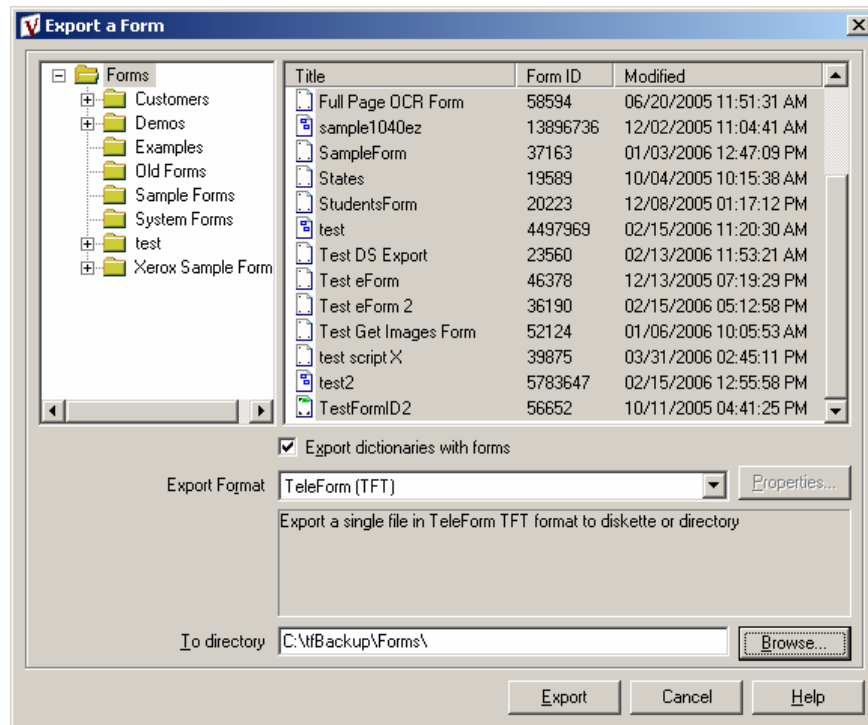 Export a Form
Forms
Customers
Demos
Examples
Old Forms
Sample Forms
System Forms
test
Xerox Sample Form
Title Form ID Modified
Full Page OCR Form 58594 06/20/2005 11:51:31 AM
sample1040ez 13896736 12/02/2005 11:04:41 AM
SampleForm 37163 01/03/2006 12:47:09 PM
States 19589 10/04/2005 10:15:38 AM
StudentsForm 20223 12/08/2005 01:17:12 PM
test 4497969 02/15/2006 11:20:30 AM
Test DS Export 23560 02/13/2006 11:53:21 AM
Test eForm 46378 12/13/2005 07:19:29 PM
Test eForm 2 36190 02/15/2006 05:12:58 PM
Test Get Images Form 52124 01/06/2006 10:05:53 AM
test script X 39875 03/31/2006 02:45:11 PM
test2 5783647 02/15/2006 12:55:58 PM
TestFormID2 56652 10/11/2005 04:41:25 PM
Export dictionaries with forms
Export Format TeleForm (TFT) Properties...
Export a single file in TeleForm TFT format to diskette or directory
To directory C:\tfBackup\Forms\ Browse...
Export Cancel Help